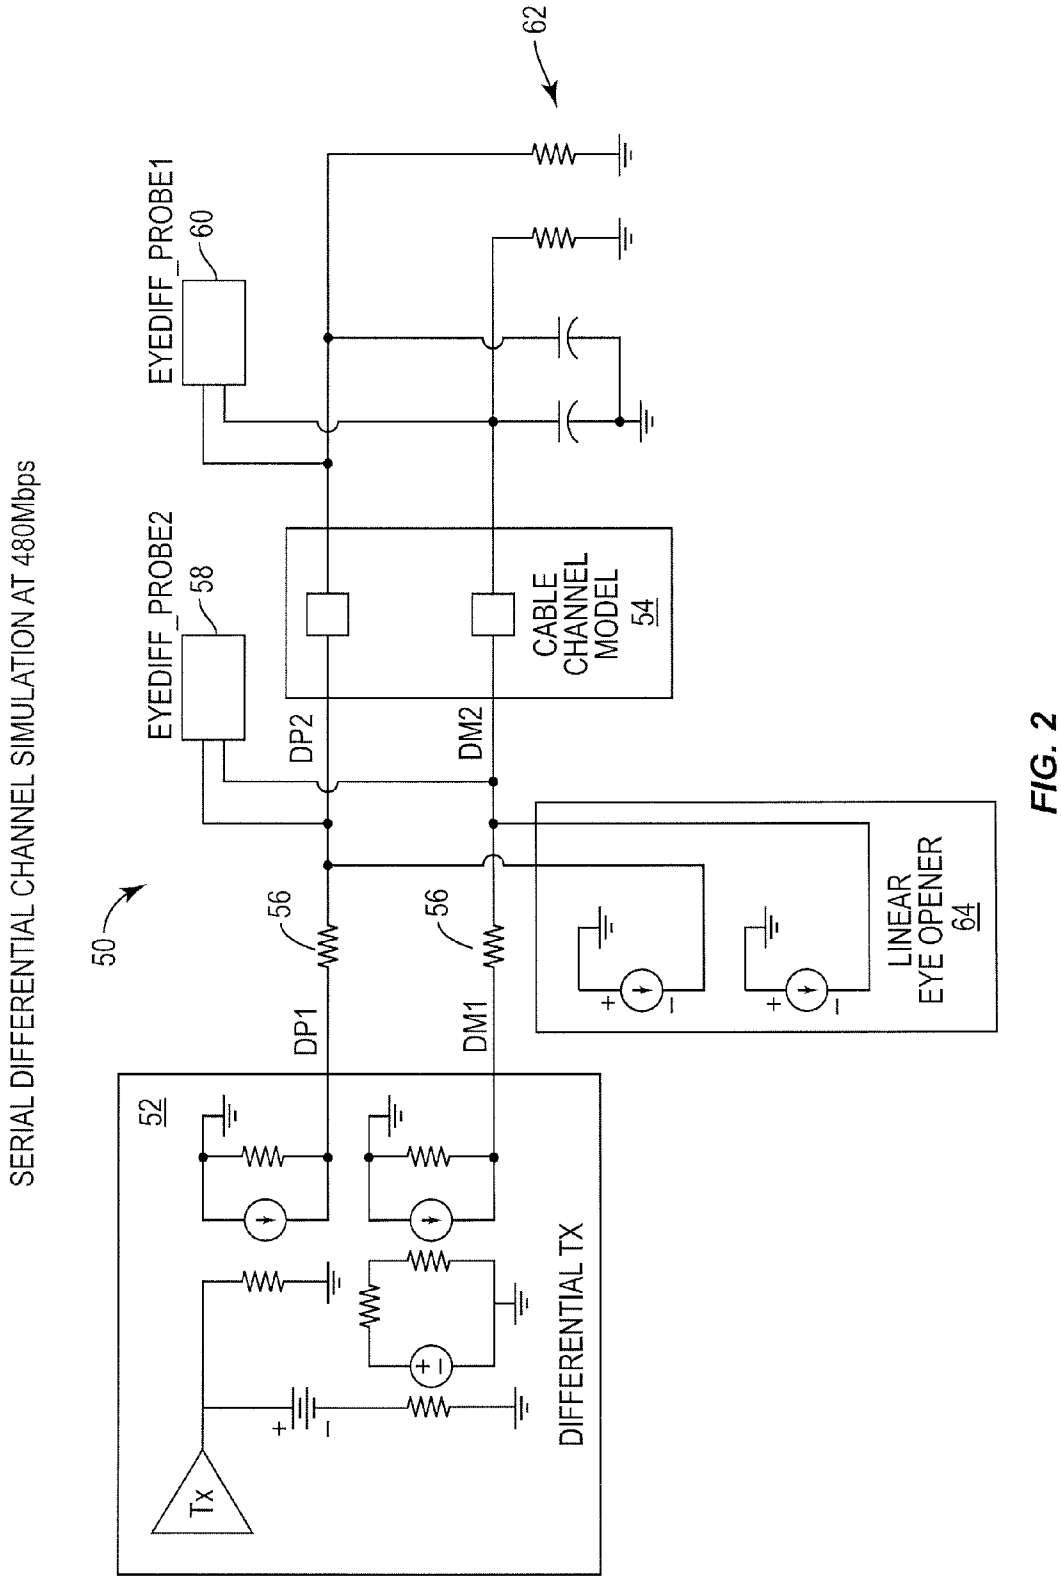 SERIAL DIFFERENTIAL CHANNEL SIMULATION AT 480Mbps
50
EYEDIFF_PROBE2
58
EYEDIFF_PROBE1
60
62
52
Tx
+
−
+
−
DIFFERENTIAL TX
DP1
56
DM1
56
DP2
DM2
CABLE
CHANNEL
MODEL
54
+
−
+
−
LINEAR
EYE OPENER
64
FIG. 2